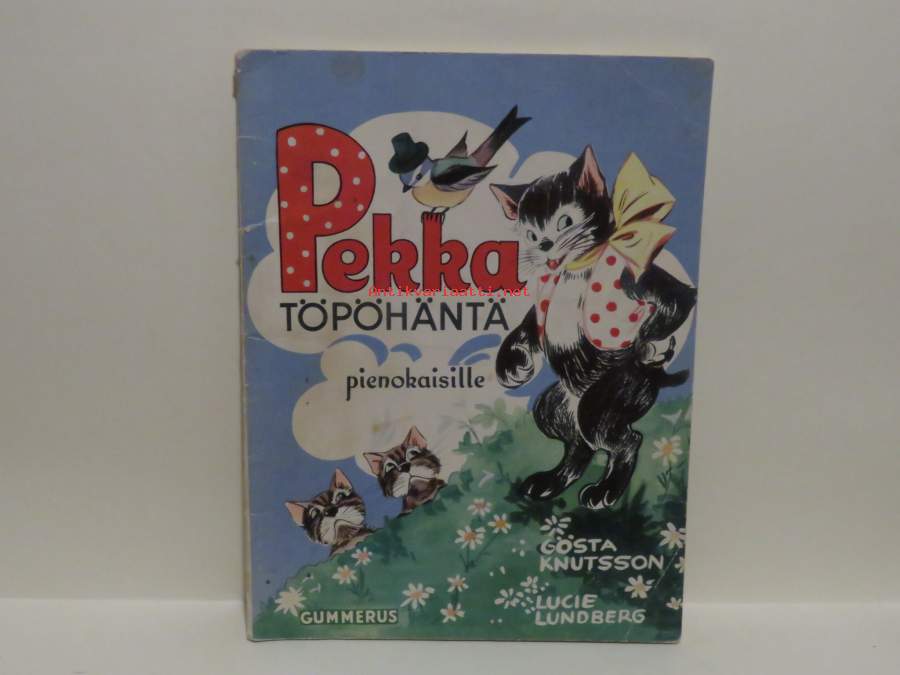 Pekka
antikvariaatti.net
TÖPÖHÄNTÄ
pienokaisille
GÖSTA
KNUTSSON
LUCIE
LUNDBERG
GUMMERUS